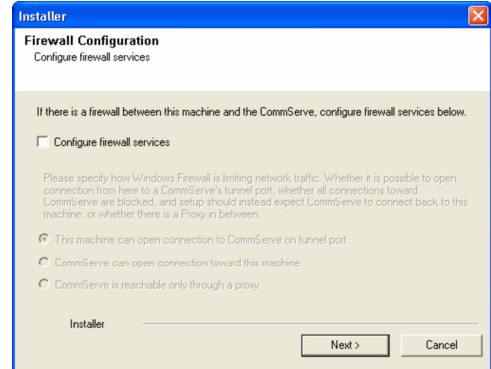 Installer
Firewall Configuration
Configure firewall services
If there is a firewall between this machine and the CommServe, configure firewall services below.
Configure firewall services
Please specify how Windows Firewall is limiting network traffic. Whether it is possible to open
connection from here to a CommServe's tunnel port, whether all connections toward
CommServe are blocked, and setup should instead expect CommServe to connect back to this
machine, or whether there is a Proxy in between.
This machine can open connection to CommServe on tunnel port
CommServe can open connection toward this machine
CommServe is reachable only through a proxy
Installer
Next >
Cancel